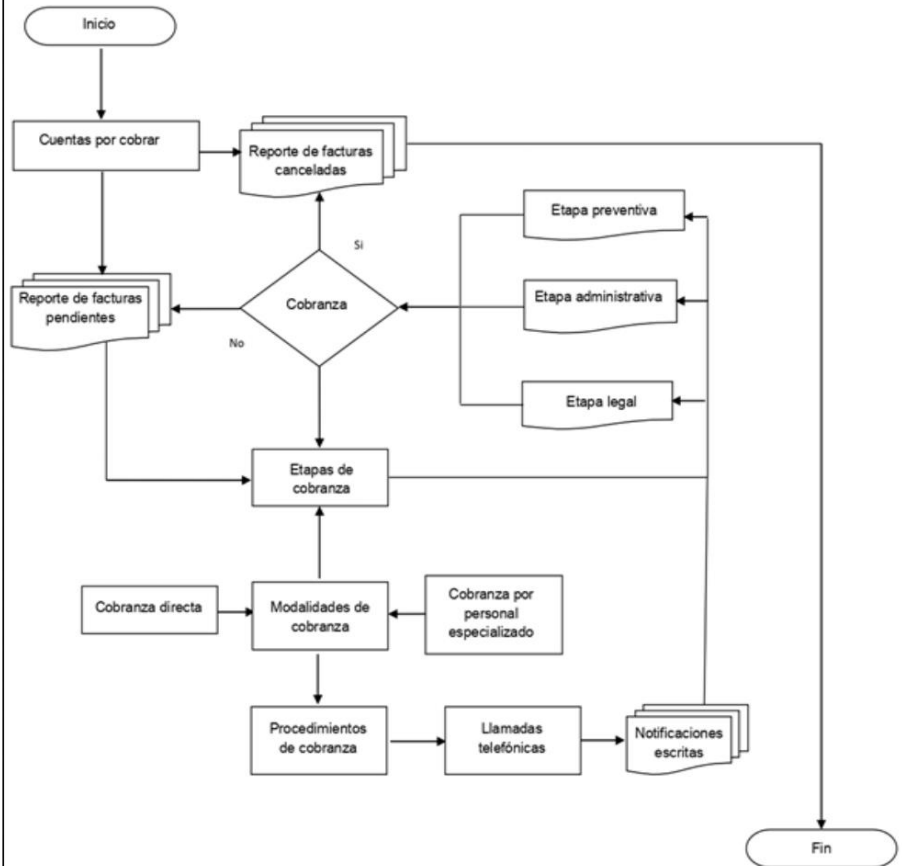 Inicio
Cuentas por cobrar
Reporte de facturas
canceladas
Si
Etapa preventiva
Reporte de facturas
pendientes
Cobranza
Etapa administrativa
No
Etapa legal
Etapas de
cobranza
Cobranza directa
Modalidades de
cobranza
Cobranza por
personal
especializado
Procedimientos
de cobranza
Llamadas
telefónicas
Notificaciones
escritas
Fin